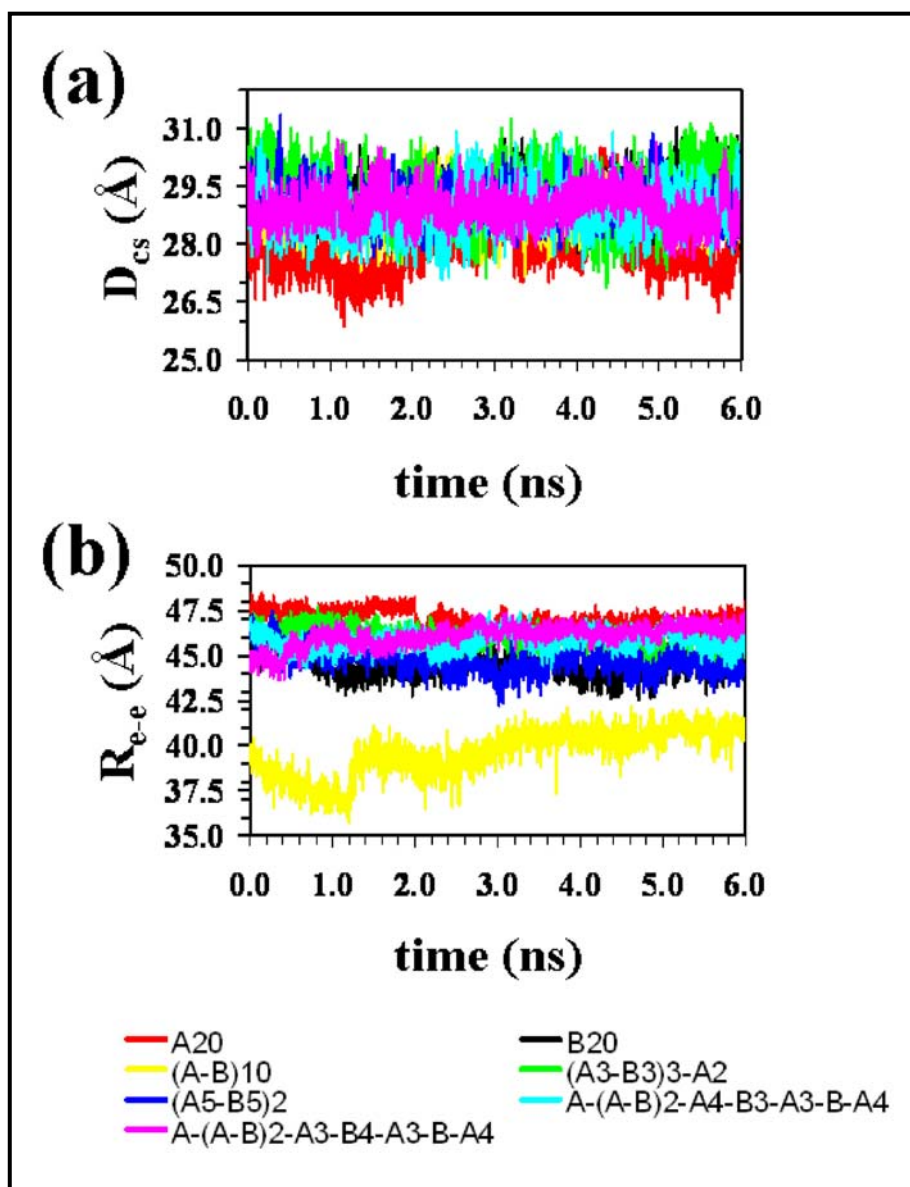 (a)
31.0
29.5
28.0
26.5
25.0
Dcs (Å)
0.0 1.0 2.0 3.0 4.0 5.0 6.0
time (ns)
(b)
50.0
47.5
45.0
42.5
40.0
37.5
35.0
Re-e (Å)
0.0 1.0 2.0 3.0 4.0 5.0 6.0
time (ns)
A20 B20
(A-B)10 (A3-B3)3-A2
(A5-B5)2 A-(A-B)2-A4-B3-A3-B-A4
A-(A-B)2-A3-B4-A3-B-A4